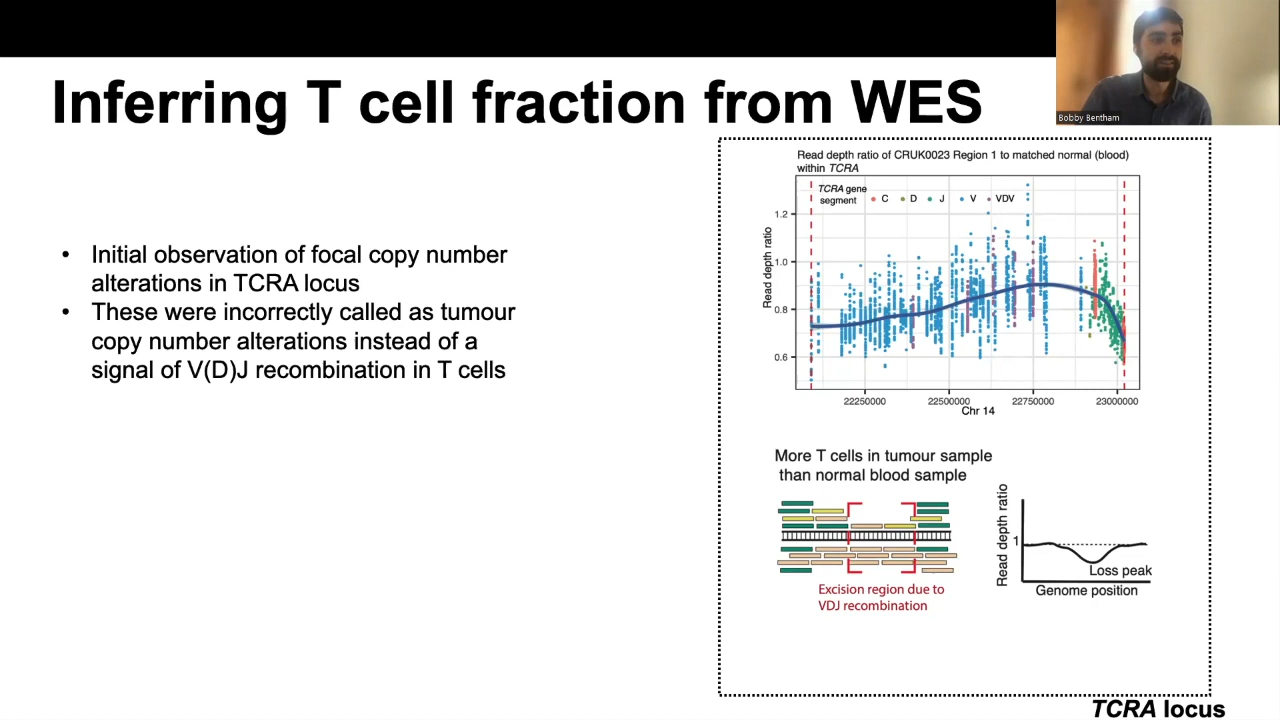 Inferring T cell fraction from WES
Bobby Bentham
• Initial observation of focal copy number
alterations in TCRA locus
• These were incorrectly called as tumour
copy number alterations instead of a
signal of V(D)J recombination in T cells
Read depth ratio of CRUK0023 Region 1 to matched normal (blood)
within TCRA
TCRA gene
segment
C D J V VDV
Read depth ratio
1.2
1.0
0.8
0.6
22250000 22500000 22750000 23000000
Chr 14
More T cells in tumour sample
than normal blood sample
Excision region due to
VDJ recombination
Read depth ratio
1
Loss peak
Genome position
TCRA locus